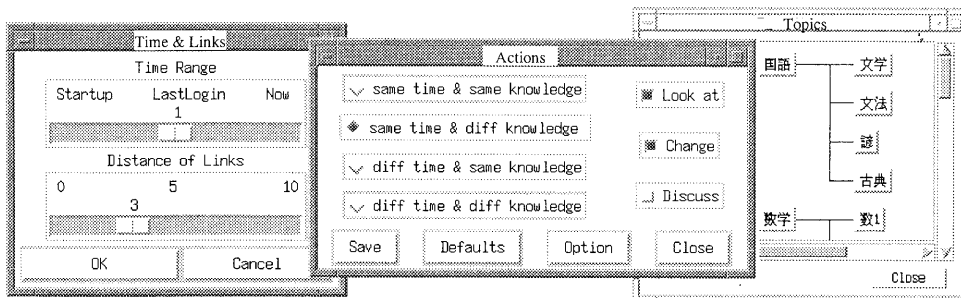 Time & Links
Time Range
Startup LastLogin Now
1
Distance of Links
0 5 10
3
OK Cancel
Actions
same time & same knowledge
same time & diff knowledge
diff time & same knowledge
diff time & diff knowledge
Look at
Change
Discuss
Save Defaults Option Close
Topics
国語 文学
文法
諺
古典
数学 数1
Close